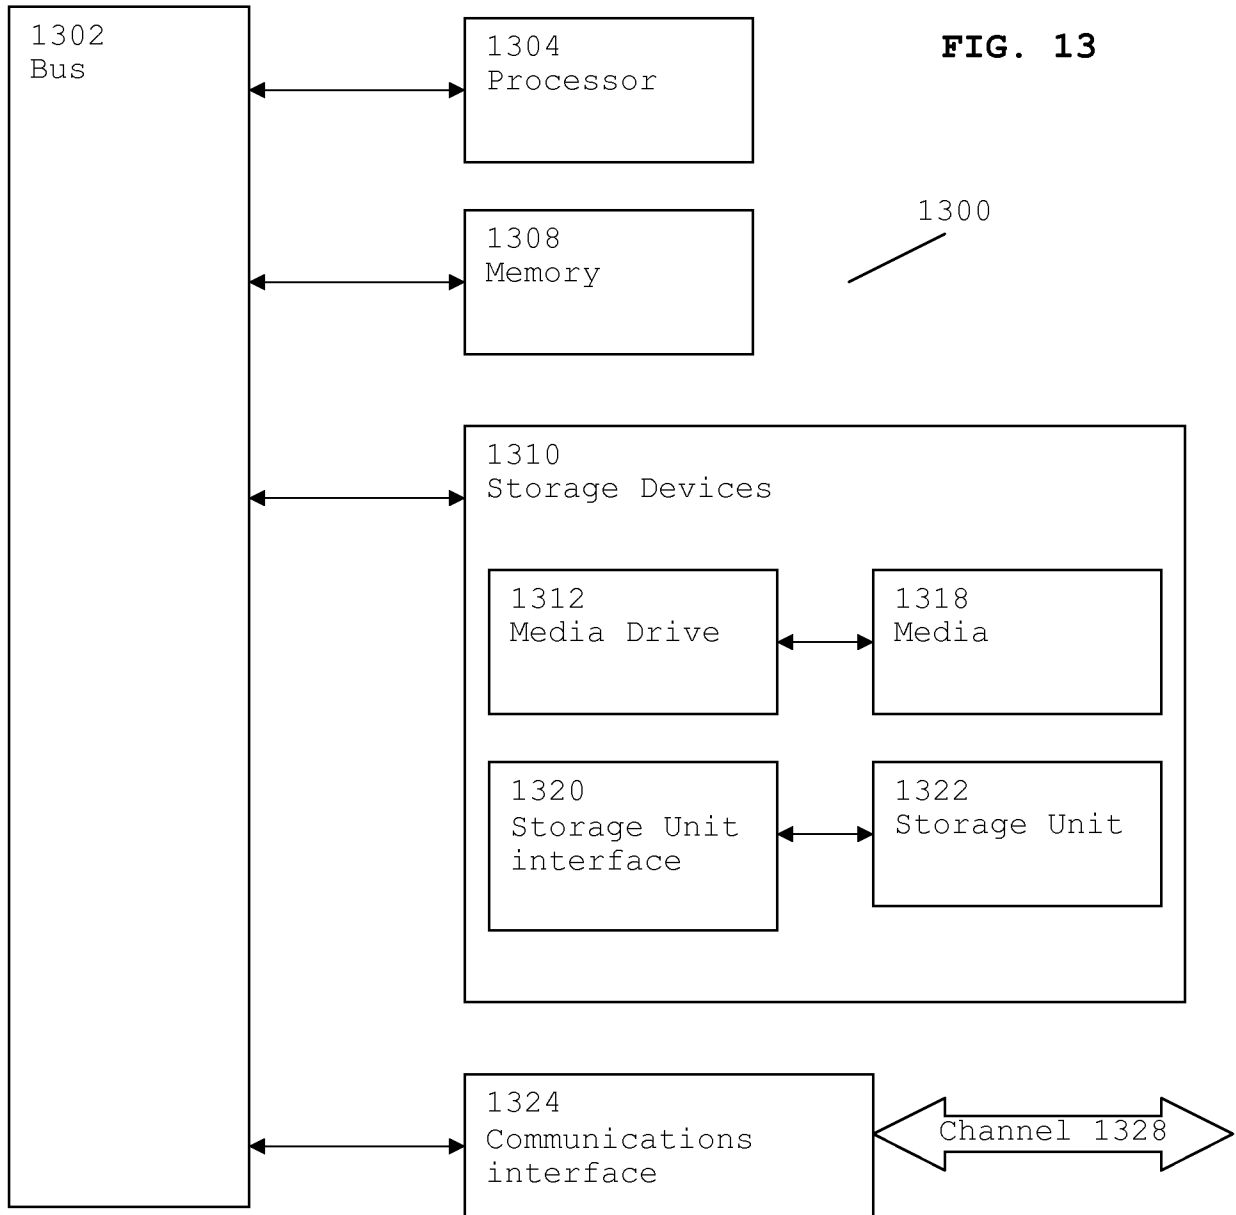 1302
Bus
1304
Processor
FIG. 13
1308
Memory
1300
1310
Storage Devices
1312
Media Drive
1318
Media
1320
Storage Unit
interface
1322
Storage Unit
1324
Communications
interface
Channel 1328